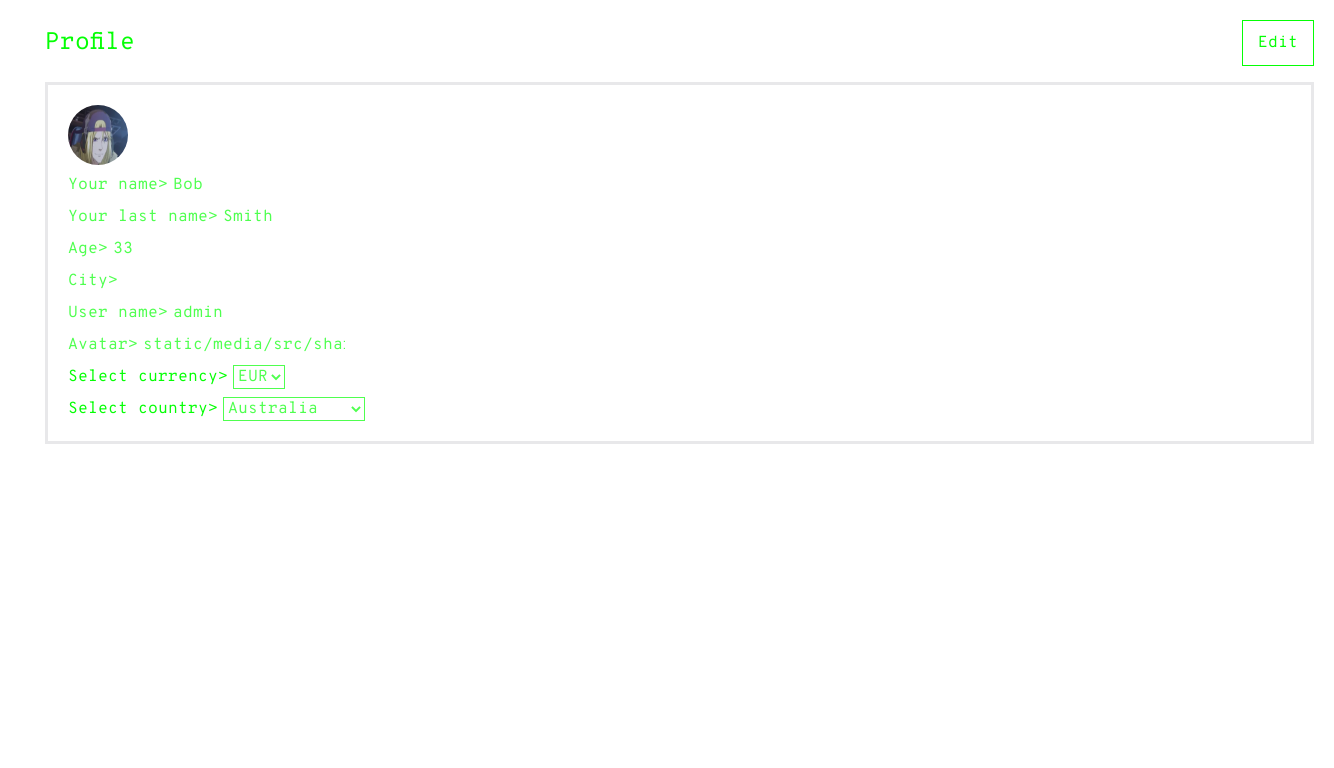 Profile
Edit
Your name> Bob
Your last name> Smith
Age> 33
City>
User name> admin
Avatar> static/media/src/sha
Select currency> EUR
Select country> Australia